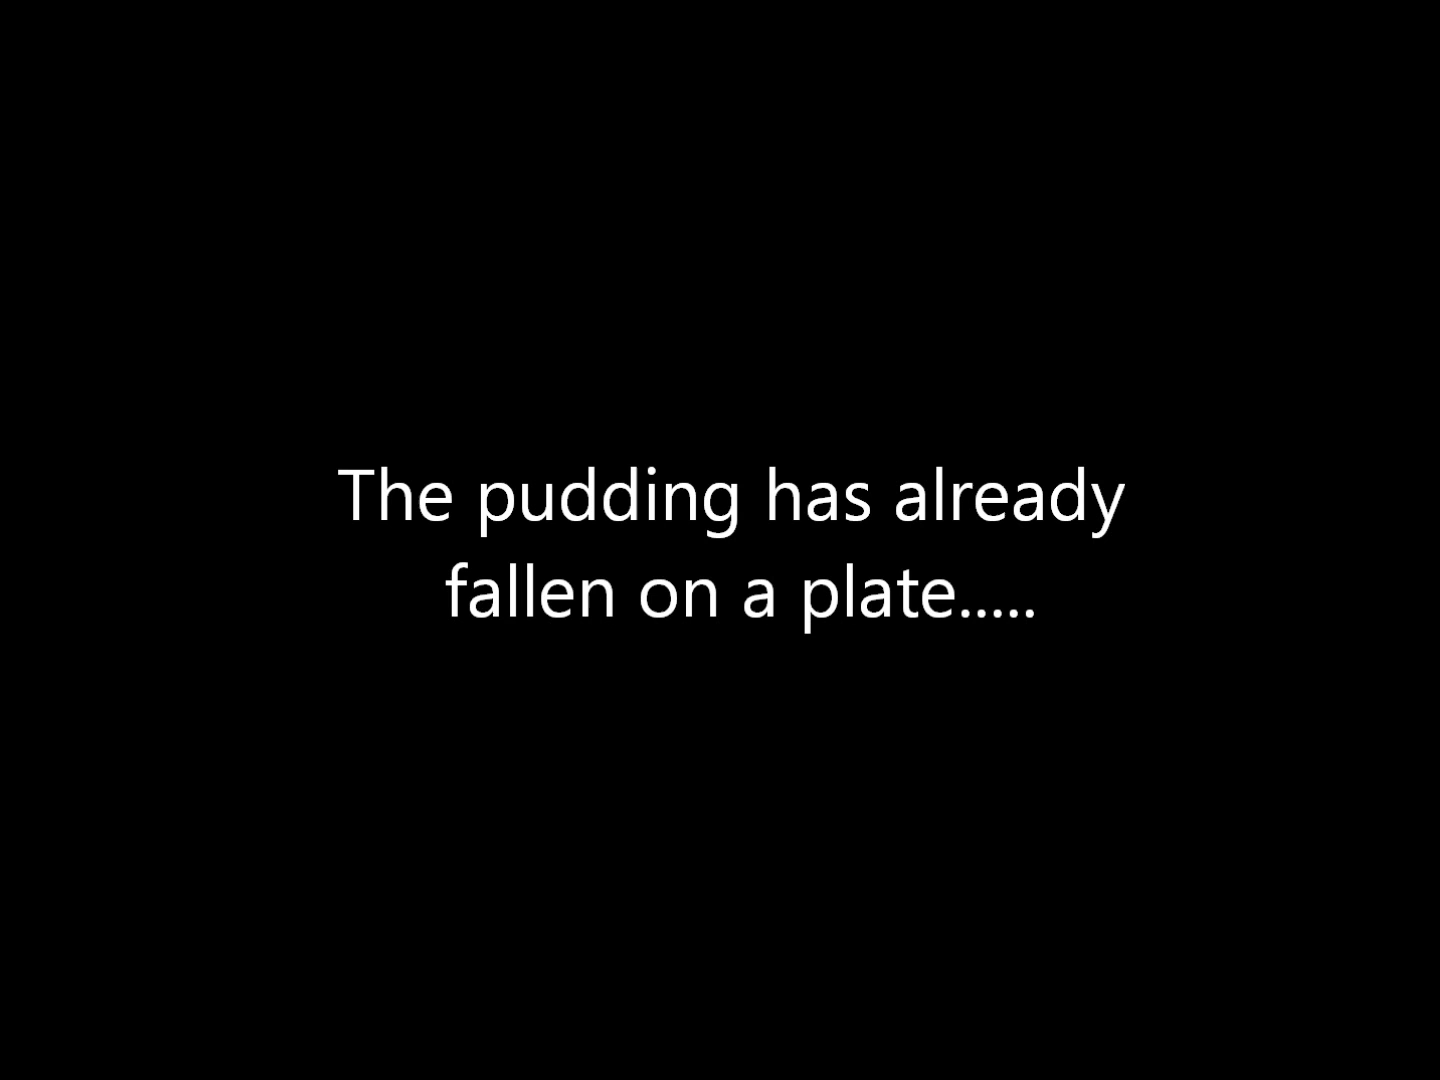 The pudding has already
fallen on a plate.....